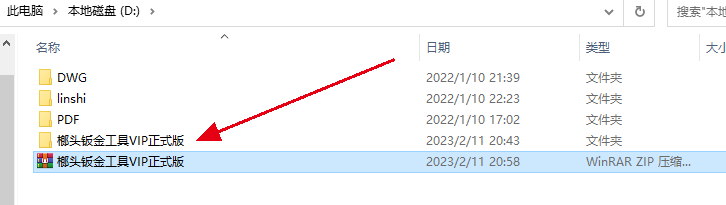 此电脑 > 本地磁盘 (D:) > 搜索"本地
名称 日期 类型 大小
DWG 2022/1/10 21:39 文件夹
linshi 2022/1/10 22:23 文件夹
PDF 2022/1/10 17:02 文件夹
榔头钣金工具VIP正式版 2023/2/11 20:43 文件夹
榔头钣金工具VIP正式版 2023/2/11 20:58 WinRAR ZIP 压缩...